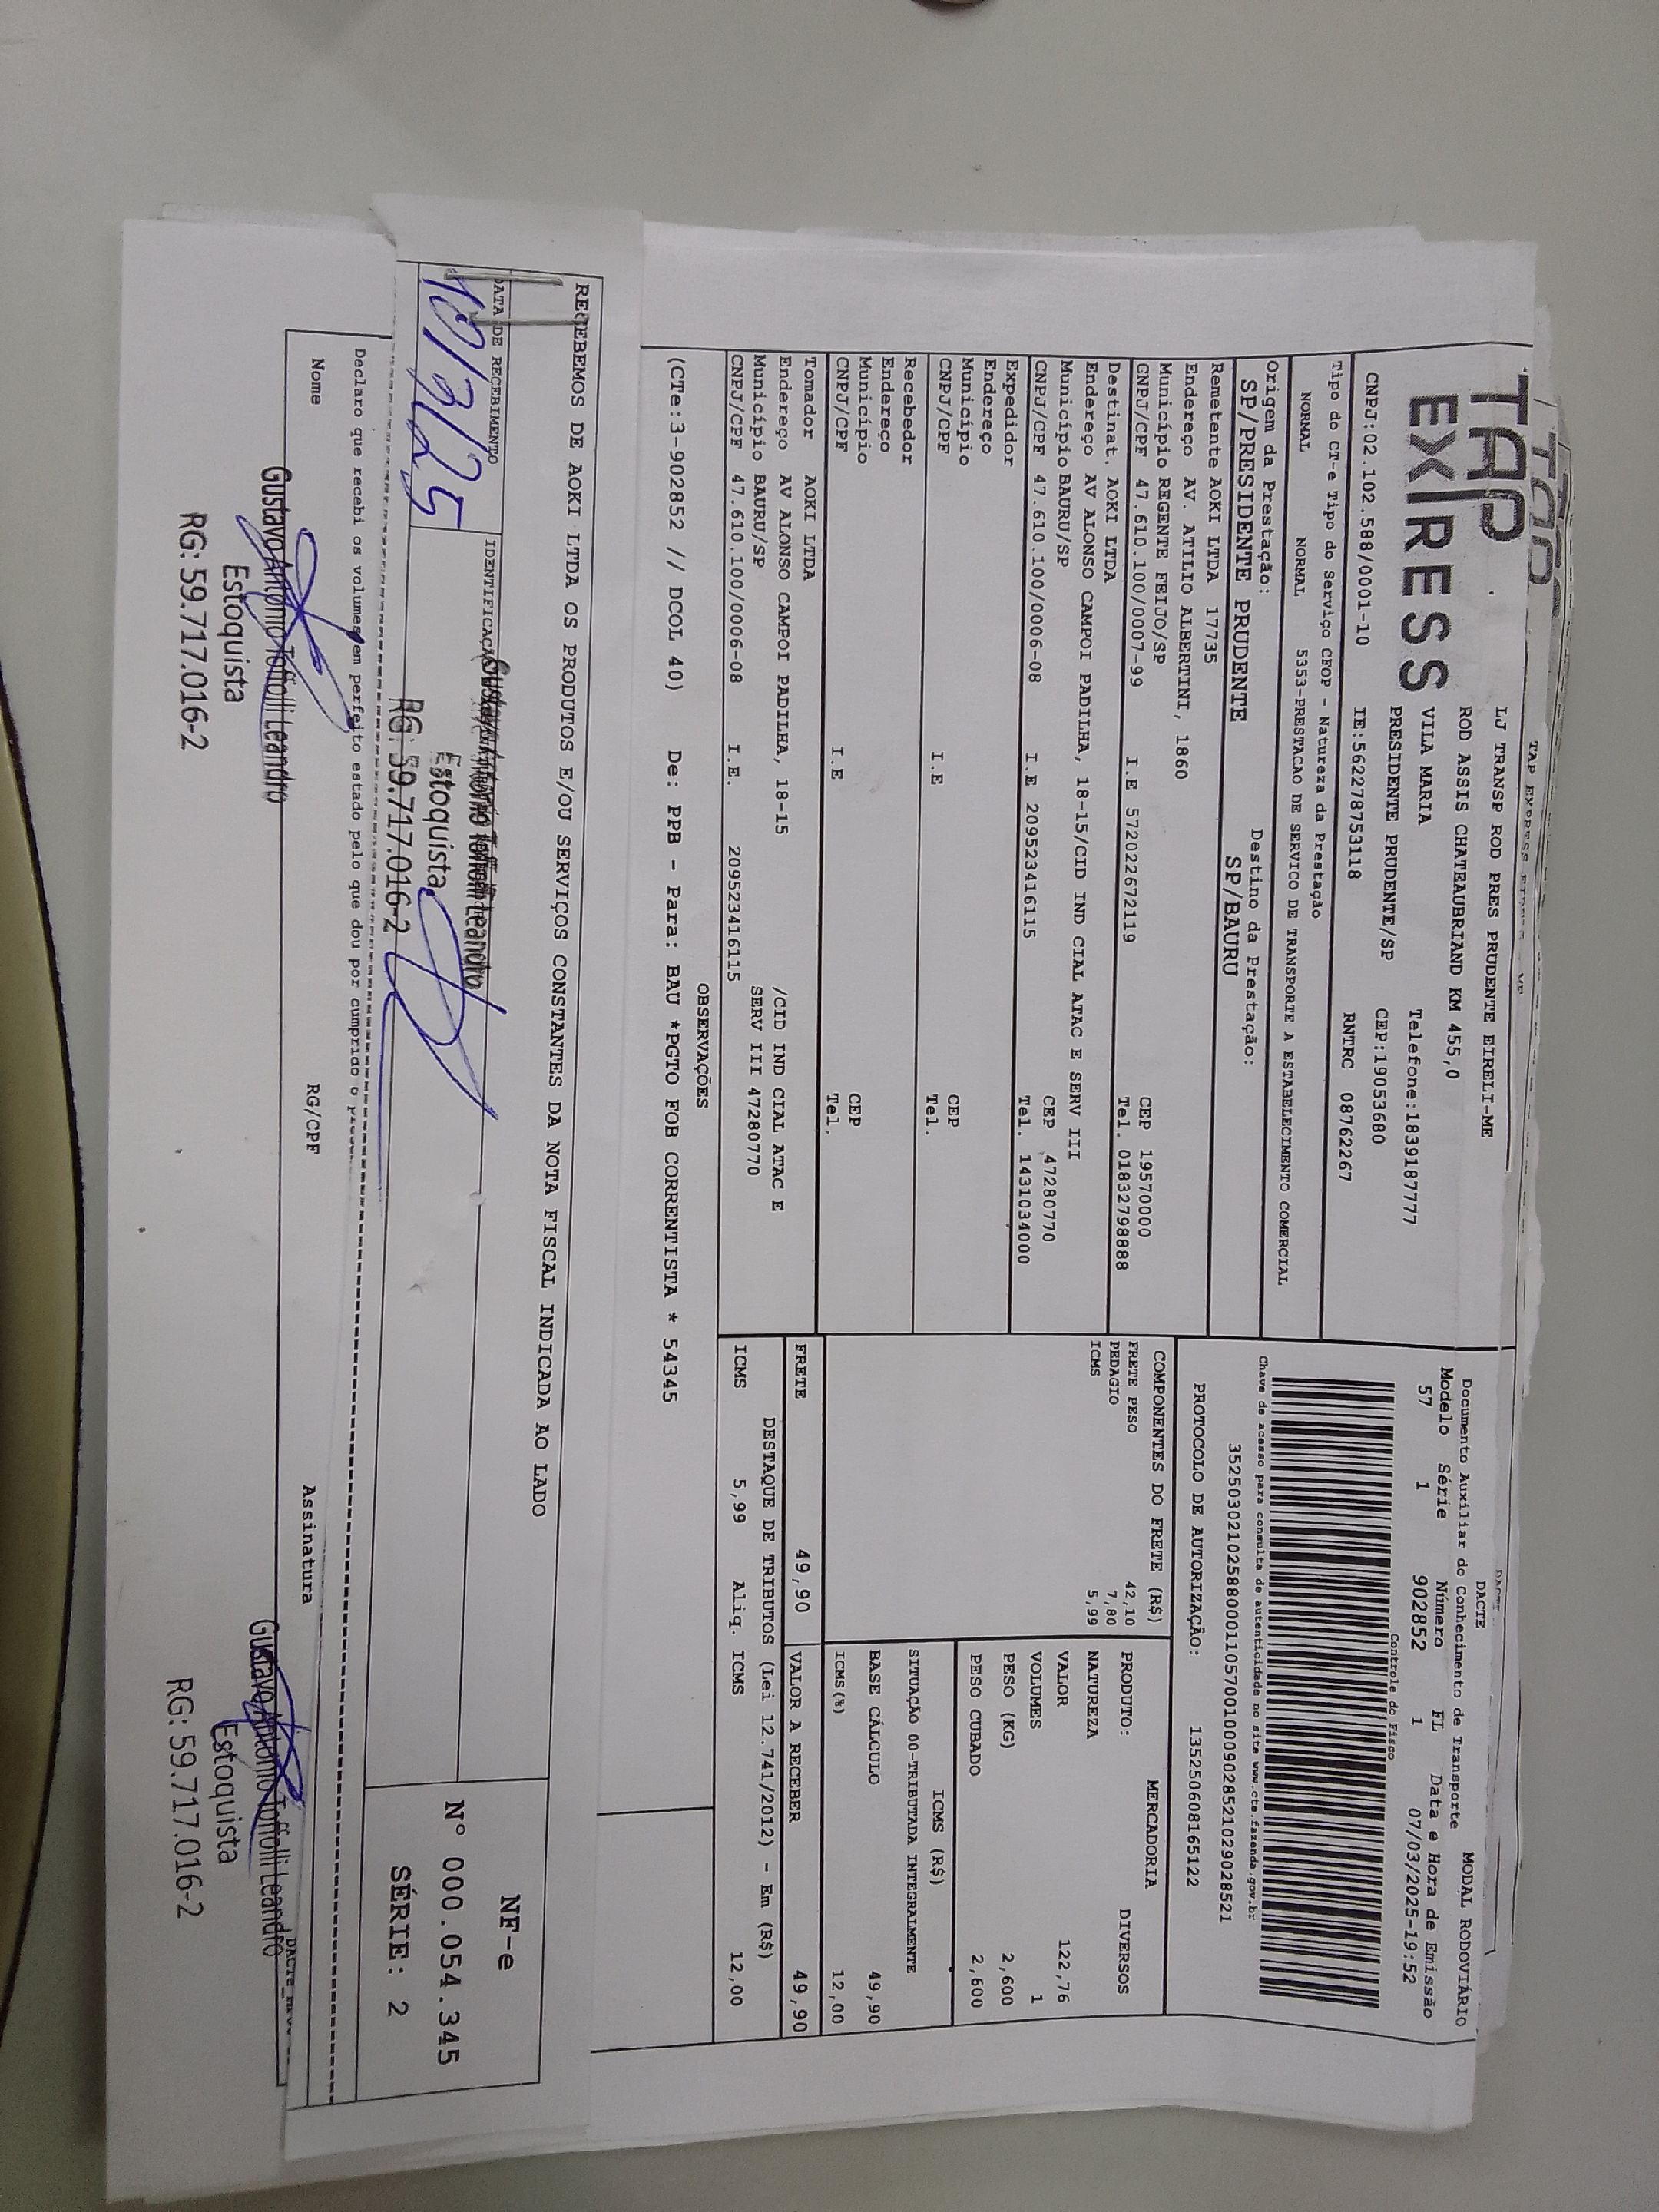 TAP
EXPRESS
LJ TRANSP ROD PRES PRUDENTE EIRELI-ME
ROD ASSIS CHATEAUBRIAND KM 455,0
VILA MARIA Telefone:1839187777
PRESIDENTE PRUDENTE/SP CEP:19053680
CNPJ:02.102.588/0001-10 IE:562278753118 RNTRC 08762267
DACTE MODAL RODOVIÁRIO
Documento Auxiliar do Conhecimento de Transporte
Modelo Série Número FL Data e Hora de Emissão
57 1 902852 1 07/03/2025-19:52
Controle do Fisco
Tipo do CT-e Tipo do Serviço CFOP - Natureza da Prestação
NORMAL NORMAL 5353-PRESTACAO DE SERVICO DE TRANSPORTE A ESTABELECIMENTO COMERCIAL
Chave de acesso para consulta de autenticidade no site www.cte.fazenda.gov.br
35250302102588000110570010009028521029028521
Origem da Prestação: Destino da Prestação:
SP/PRESIDENTE PRUDENTE SP/BAURU
PROTOCOLO DE AUTORIZAÇÃO: 135250608165122
Remetente AOKI LTDA 17735
Endereço AV. ATILIO ALBERTINI, 1860
Município REGENTE FEIJO/SP CEP 19570000
CNPJ/CPF 47.610.100/0007-99 I.E 572022672119 Tel. 01832798888
Destinat. AOKI LTDA
Endereço AV ALONSO CAMPOI PADILHA, 18-15/CID IND CIAL ATAC E SERV III
Município BAURU/SP CEP 47280770
CNPJ/CPF 47.610.100/0006-08 I.E 209523416115 Tel. 1431034000
Expedidor
Endereço
Município CEP
CNPJ/CPF I.E Tel.
Recebedor
Endereço
Município CEP
CNPJ/CPF I.E Tel.
Tomador AOKI LTDA
Endereço AV ALONSO CAMPOI PADILHA, 18-15 /CID IND CIAL ATAC E
Município BAURU/SP SERV III 47280770
CNPJ/CPF 47.610.100/0006-08 I.E. 209523416115
COMPONENTES DO FRETE (R$)
FRETE PESO 42,10
PEDAGIO 7,80
ICMS 5,99
MERCADORIA
PRODUTO: DIVERSOS
NATUREZA
VALOR 122,76
VOLUMES 1
PESO (KG) 2,600
PESO CUBADO 2,600
ICMS (R$)
SITUAÇÃO 00-TRIBUTADA INTEGRALMENTE
BASE CÁLCULO 49,90
ICMS(%) 12,00
FRETE 49,90 VALOR A RECEBER 49,90
DESTAQUE DE TRIBUTOS (Lei 12.741/2012) - Em (R$)
ICMS 5,99 Aliq. ICMS 12,00
OBSERVAÇÕES
(CTe:3-902852 // DCOL 40) De: PPB - Para: BAU *PGTO FOB CORRENTISTA * 54345
RECEBEMOS DE AOKI LTDA OS PRODUTOS E/OU SERVIÇOS CONSTANTES DA NOTA FISCAL INDICADA AO LADO
DATA DE RECEBIMENTO
10/3/25
Estoquista
RG: 59.717.016-2
NF-e
Nº 000.054.345
SÉRIE: 2
Declaro que recebi os volumes em perfeito estado pelo que dou por cumprido o
Nome RG/CPF Assinatura
Gustavo Antonio Toffolli Leandro
Estoquista
RG: 59.717.016-2
Gustavo Antonio Toffolli Leandro
Estoquista
RG: 59.717.016-2